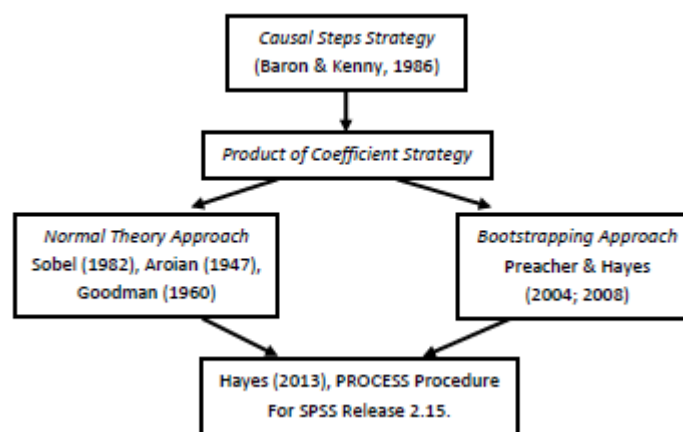 Causal Steps Strategy
(Baron & Kenny, 1986)
Product of Coefficient Strategy
Normal Theory Approach
Sobel (1982), Aroian (1947),
Goodman (1960)
Bootstrapping Approach
Preacher & Hayes
(2004; 2008)
Hayes (2013), PROCESS Procedure
For SPSS Release 2.15.